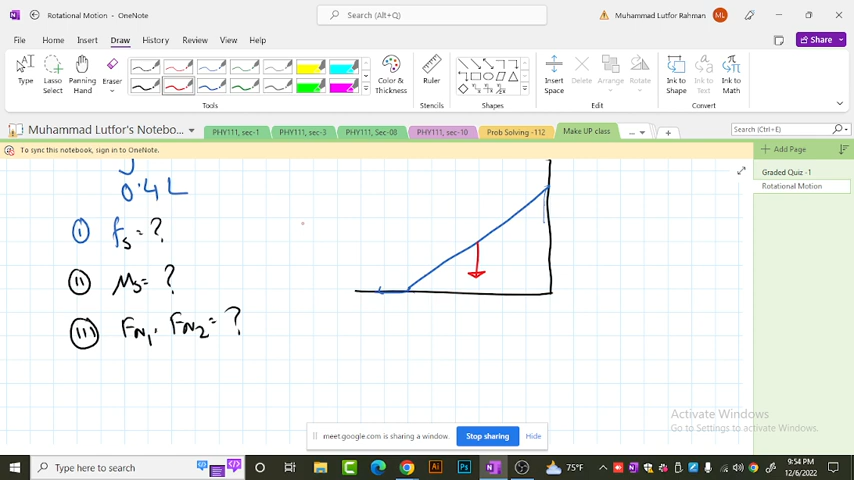 Rotational Motion - OneNote
Search (Alt+Q)
Muhammad Lutfor Rahman
ML
File Home Insert Draw History Review View Help
Share
Type
Lasso Select
Panning Hand
Eraser
Color & Thickness
Ruler
Insert Space
Delete
Arrange
Rotate
Ink to Shape
Ink to Text
Ink to Math
Tools
Stencils
Shapes
Edit
Convert
Muhammad Lutfor's Notebo...
PHY111, sec-1
PHY111, sec-3
PHY111, Sec-08
PHYS111, sec-10
Prob Solving -112
Make UP class
Search (Ctrl+E)
To sync this notebook, sign in to OneNote.
Add Page
Graded Quiz -1
Rotational Motion
0.4 L
(i) fs = ?
(ii) μs = ?
(iii) FN1, FN2 = ?
Activate Windows
Go to Settings to activate Windows.
meet.google.com is sharing a window.
Stop sharing
Hide
Type here to search
75°F
9:54 PM
12/6/2022